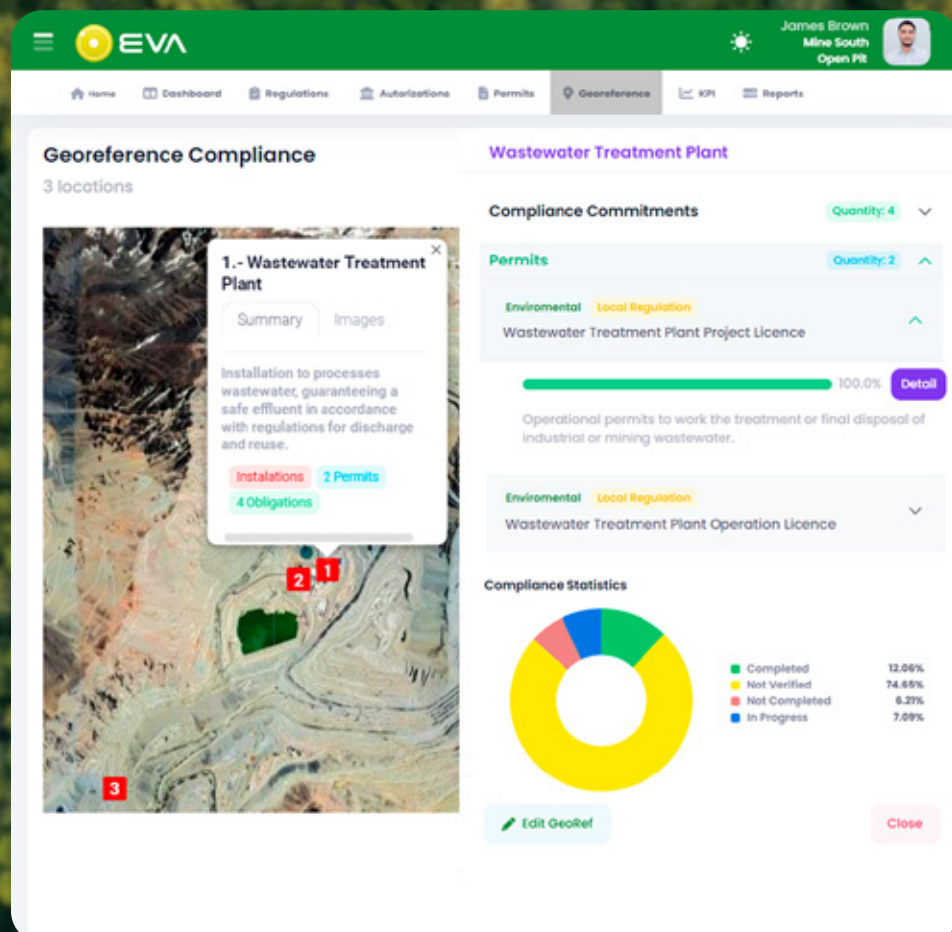 EVA
James Brown
Mine South
Open Pit
Home
Dashboard
Regulations
Autorizations
Permits
Georeference
KPI
Reports
Georeference Compliance
3 locations
1.- Wastewater Treatment
Plant
Summary
Images
Installation to processes
wastewater, guaranteeing a
safe effluent in accordance
with regulations for discharge
and reuse.
Instalations
2 Permits
4 Obligations
2
1
3
Wastewater Treatment Plant
Compliance Commitments
Quantity: 4
Permits
Quantity: 2
Enviromental
Local Regulation
Wastewater Treatment Plant Project Licence
100.0%
Detail
Operational permits to work the treatment or final disposal of
industrial or mining wastewater.
Enviromental
Local Regulation
Wastewater Treatment Plant Operation Licence
Compliance Statistics
Completed 12.06%
Not Verified 74.65%
Not Completed 6.21%
In Progress 7.09%
Edit GeoRef
Close